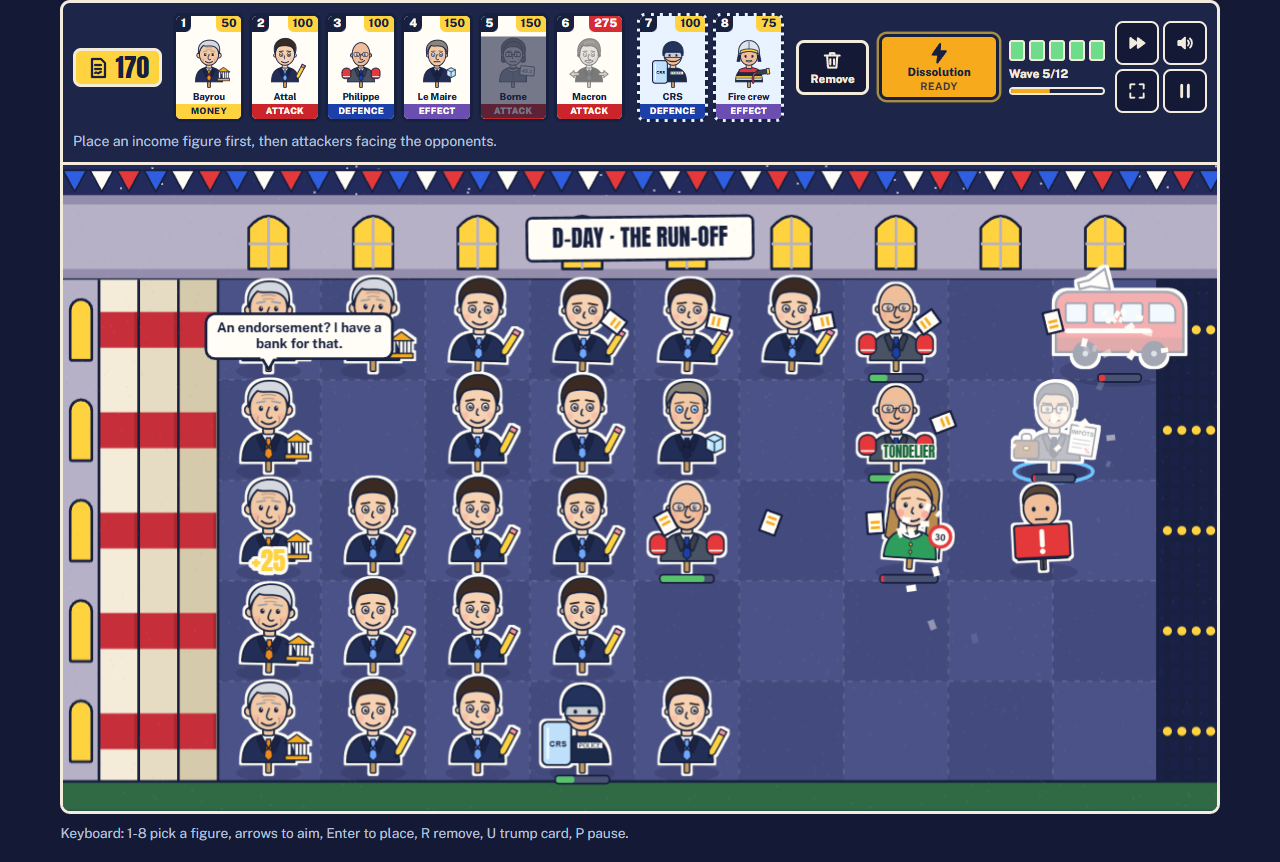 170
1 50
Bayrou
MONEY
2 100
Attal
ATTACK
3 100
Philippe
DEFENCE
4 150
Le Maire
EFFECT
5 150
Borne
ATTACK
6 275
Macron
ATTACK
7 100
CRS
CRS
DEFENCE
8 75
Fire crew
EFFECT
Remove
Dissolution
READY
Wave 5/12
Place an income figure first, then attackers facing the opponents.
D-DAY · THE RUN-OFF
An endorsement? I have a
bank for that.
TONDELIER
IMPOTS
+25
30
!
CRS
POLICE
Keyboard: 1-8 pick a figure, arrows to aim, Enter to place, R remove, U trump card, P pause.